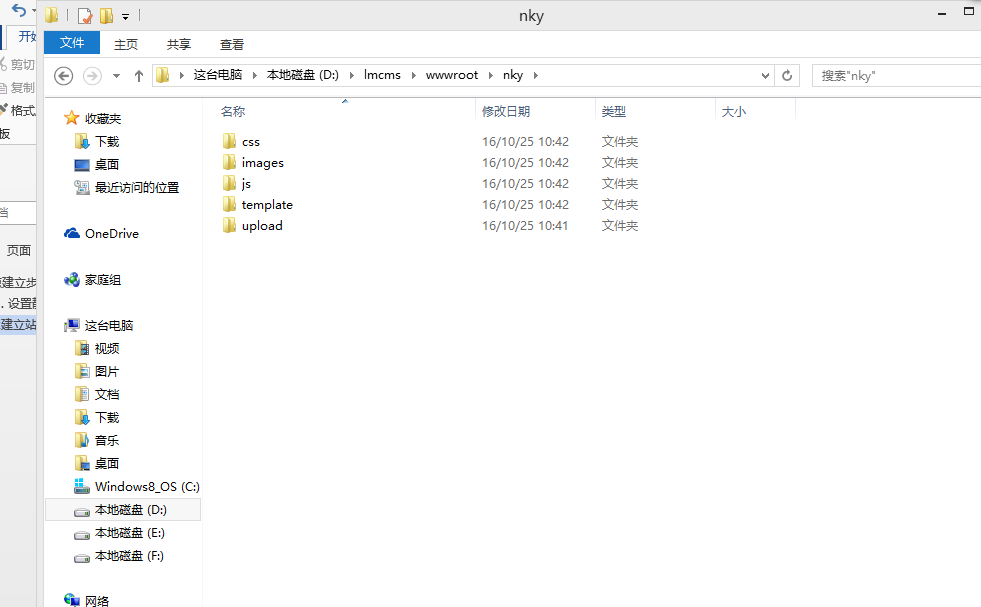 nky
开始
文件 主页 共享 查看
剪切
复制
格式
板
这台电脑 本地磁盘 (D:) lmcms wwwroot nky
搜索"nky"
名称 修改日期 类型 大小
css 16/10/25 10:42 文件夹
images 16/10/25 10:42 文件夹
js 16/10/25 10:42 文件夹
template 16/10/25 10:42 文件夹
upload 16/10/25 10:41 文件夹
收藏夹
下载
桌面
最近访问的位置
OneDrive
家庭组
这台电脑
视频
图片
文档
下载
音乐
桌面
Windows8_OS (C:)
本地磁盘 (D:)
本地磁盘 (E:)
本地磁盘 (F:)
网络
页面
建立步
. 设置
建立站